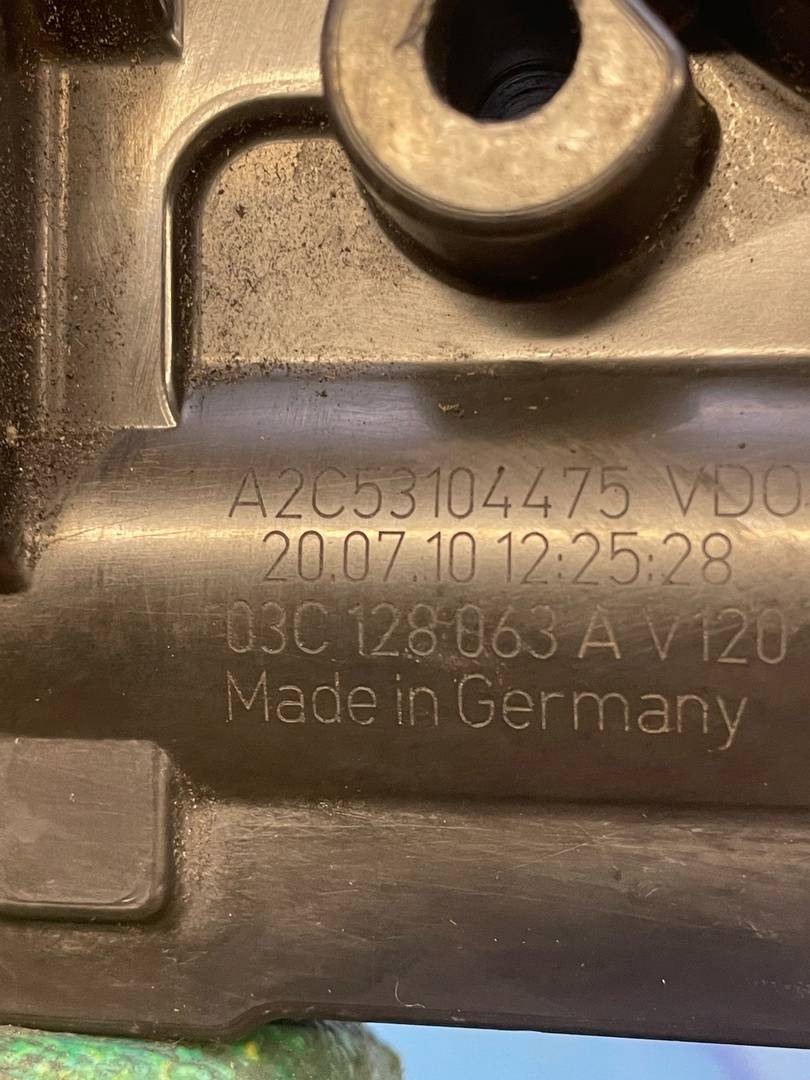 A2C53104475 VDO
20.07.10 12:25:28
03C 128 063 A V120
Made in Germany